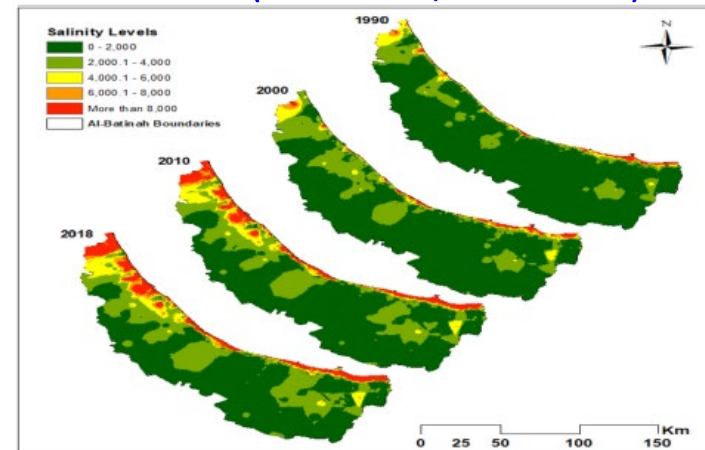 1990
Salinity Levels
0 - 2,000
2,000.1 - 4,000
4,000.1 - 6,000
6,000.1 - 8,000
More than 8,000
Al-Batinah Boundaries
N
2000
2010
2018
Km
0 25 50 100 150